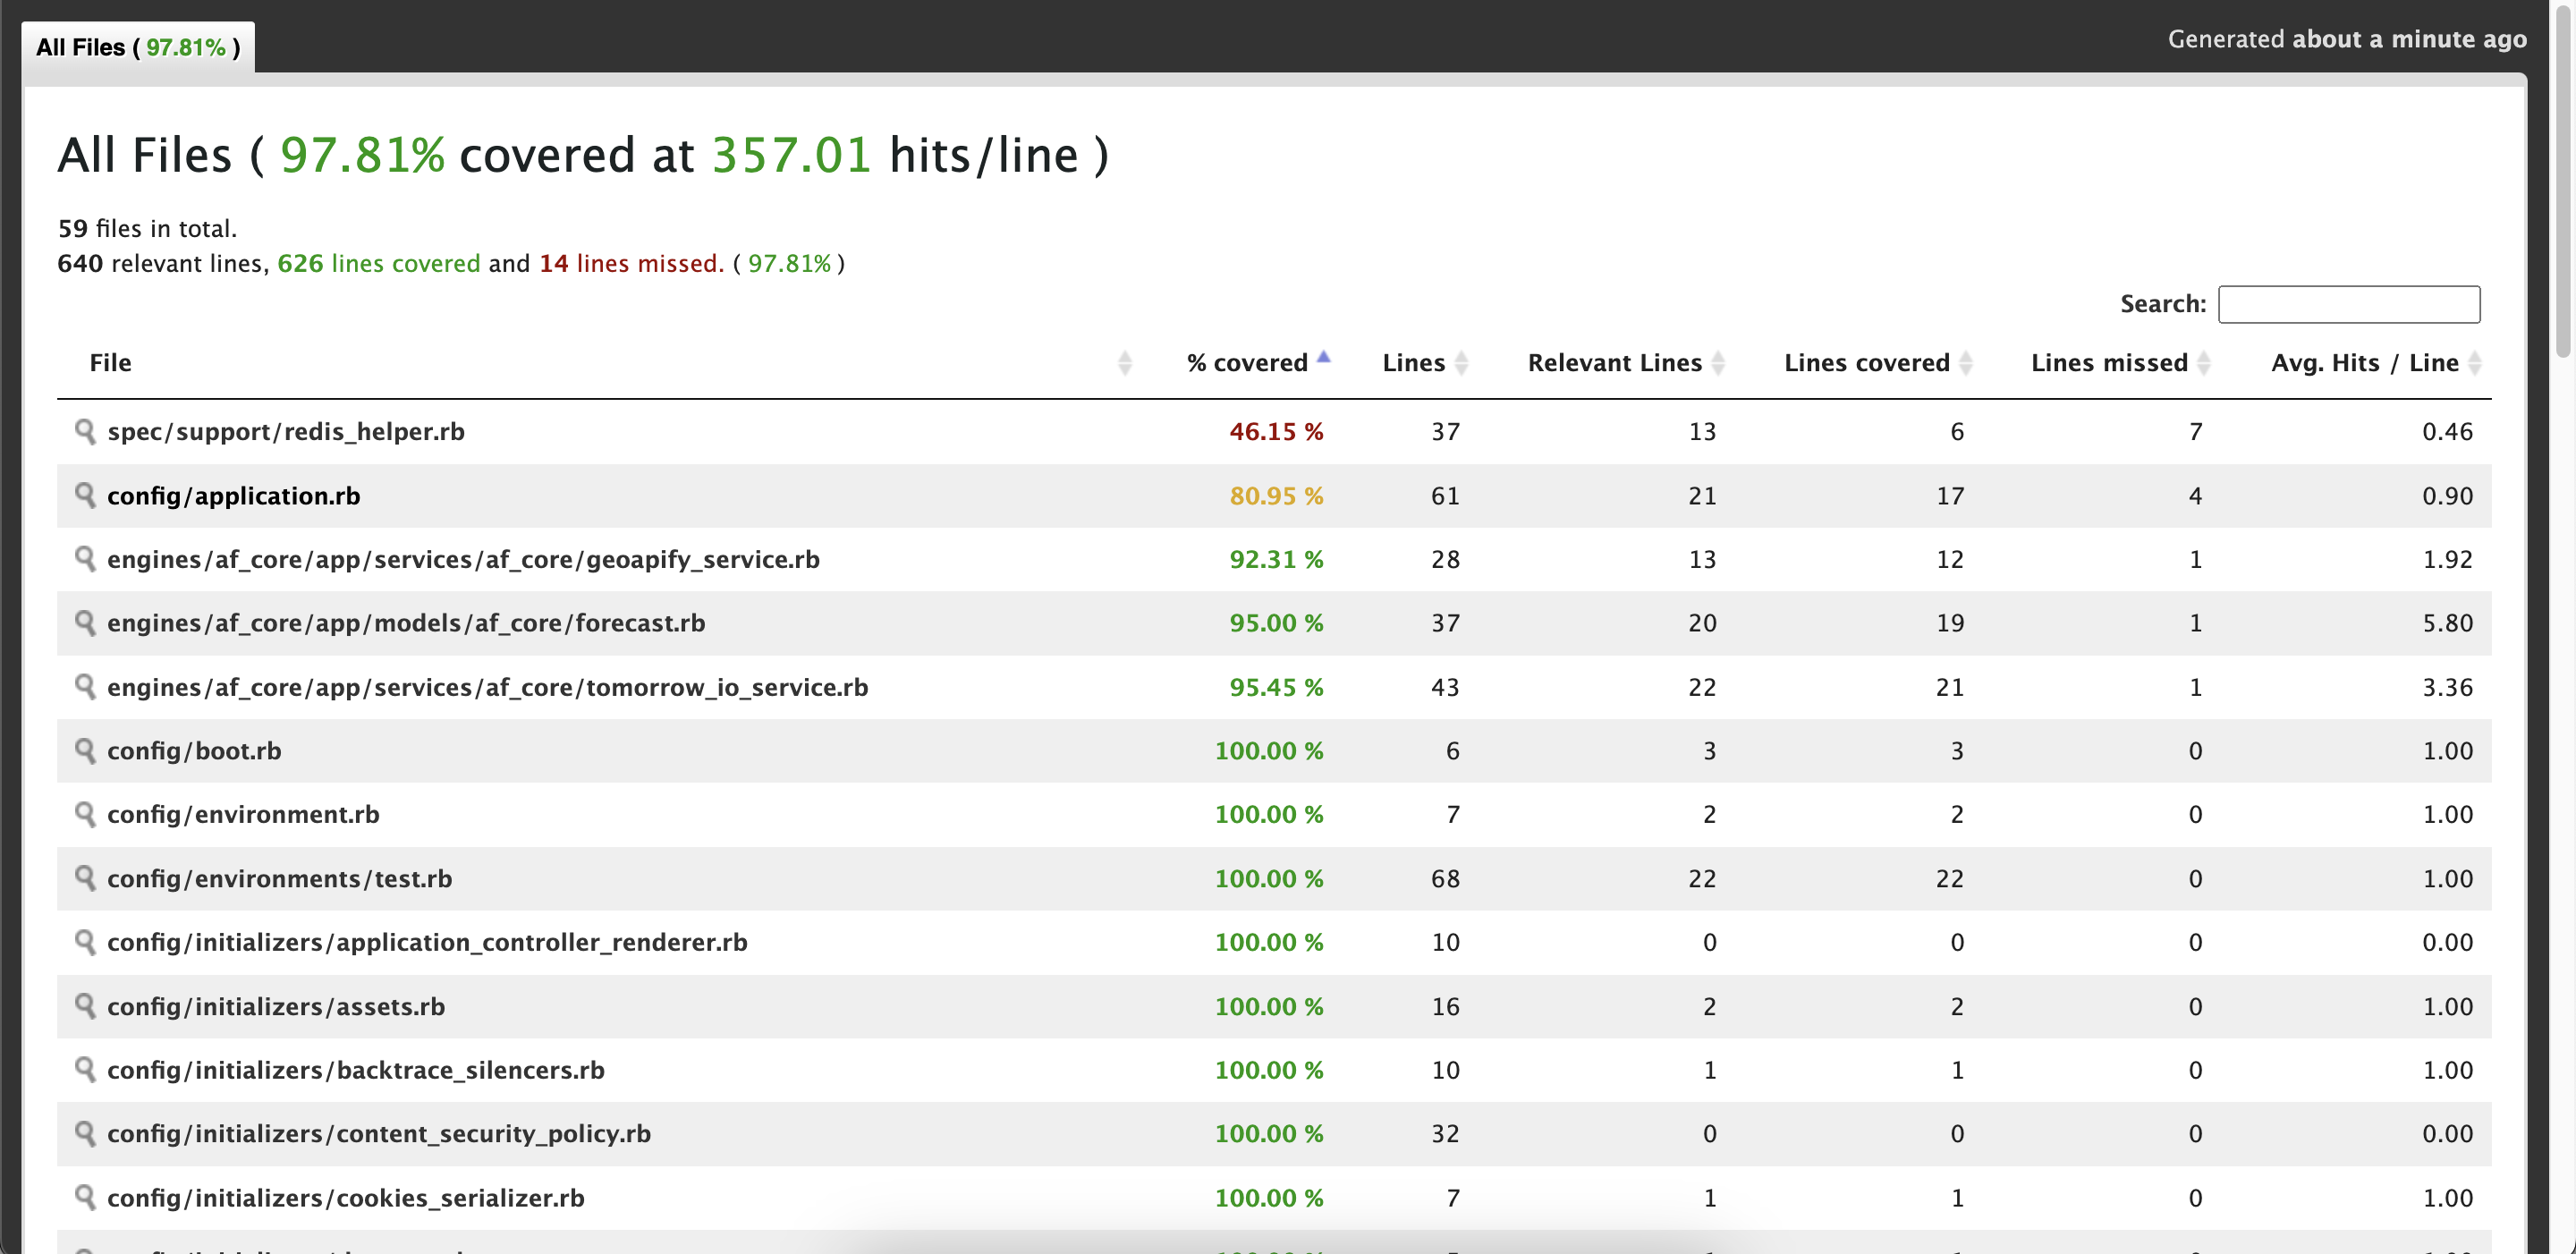 All Files ( 97.81% )
Generated about a minute ago
All Files ( 97.81% covered at 357.01 hits/line )
59 files in total.
640 relevant lines, 626 lines covered and 14 lines missed. ( 97.81% )
Search:
File % covered Lines Relevant Lines Lines covered Lines missed Avg. Hits / Line
spec/support/redis_helper.rb 46.15 % 37 13 6 7 0.46
config/application.rb 80.95 % 61 21 17 4 0.90
engines/af_core/app/services/af_core/geoapify_service.rb 92.31 % 28 13 12 1 1.92
engines/af_core/app/models/af_core/forecast.rb 95.00 % 37 20 19 1 5.80
engines/af_core/app/services/af_core/tomorrow_io_service.rb 95.45 % 43 22 21 1 3.36
config/boot.rb 100.00 % 6 3 3 0 1.00
config/environment.rb 100.00 % 7 2 2 0 1.00
config/environments/test.rb 100.00 % 68 22 22 0 1.00
config/initializers/application_controller_renderer.rb 100.00 % 10 0 0 0 0.00
config/initializers/assets.rb 100.00 % 16 2 2 0 1.00
config/initializers/backtrace_silencers.rb 100.00 % 10 1 1 0 1.00
config/initializers/content_security_policy.rb 100.00 % 32 0 0 0 0.00
config/initializers/cookies_serializer.rb 100.00 % 7 1 1 0 1.00